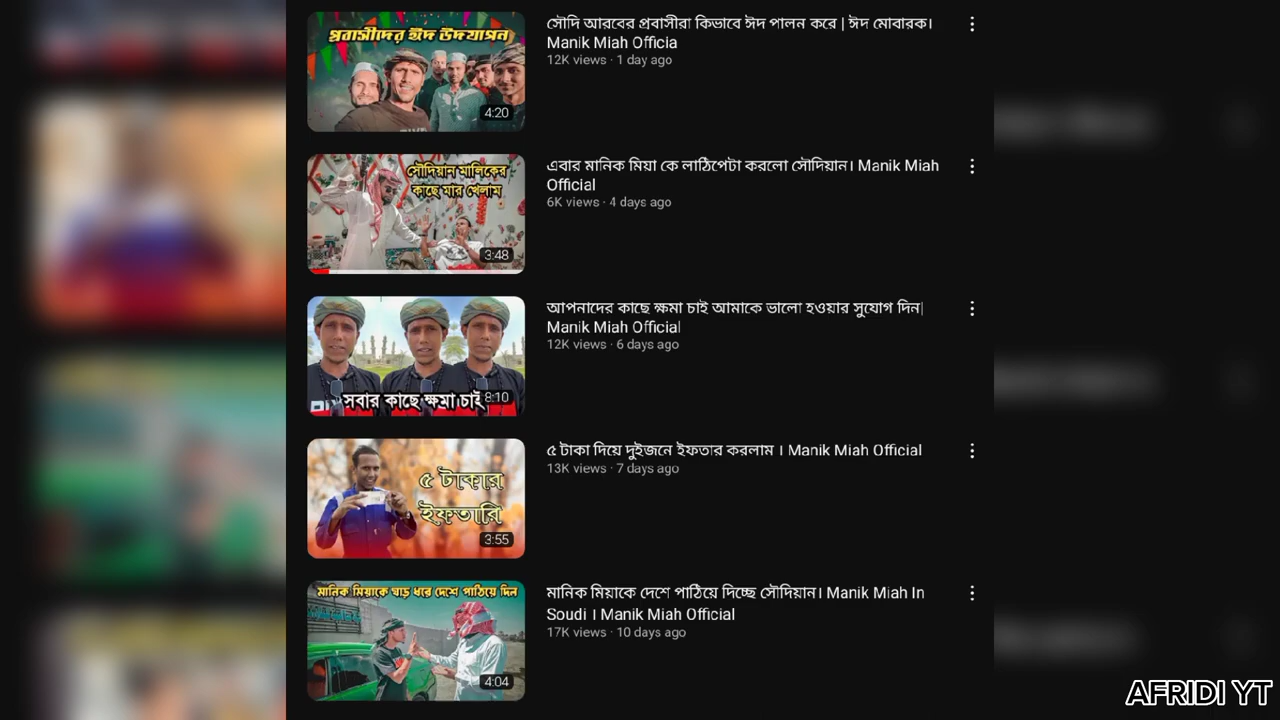 প্রবাসীদের ঈদ উদযাপন
4:20
সৌদি আরবের প্রবাসীরা কিভাবে ঈদ পালন করে | ঈদ মোবারক।
Manik Miah Officia
12K views · 1 day ago
সৌদিয়ান মালিকের
কাছে মার খেলাম
3:48
এবার মানিক মিয়া কে লাঠিপেটা করলো সৌদিয়ান। Manik Miah
Official
6K views · 4 days ago
সবার কাছে ক্ষমা চাই
8:10
আপনাদের কাছে ক্ষমা চাই আমাকে ভালো হওয়ার সুযোগ দিন|
Manik Miah Official
12K views · 6 days ago
৫ টাকার
ইফতারি
3:55
৫ টাকা দিয়ে দুইজনে ইফতার করলাম । Manik Miah Official
13K views · 7 days ago
মানিক মিয়াকে ঘাড় ধরে দেশে পাঠিয়ে দিল
4:04
মানিক মিয়াকে দেশে পাঠিয়ে দিচ্ছে সৌদিয়ান। Manik Miah In
Soudi । Manik Miah Official
17K views · 10 days ago
AFRIDI YT